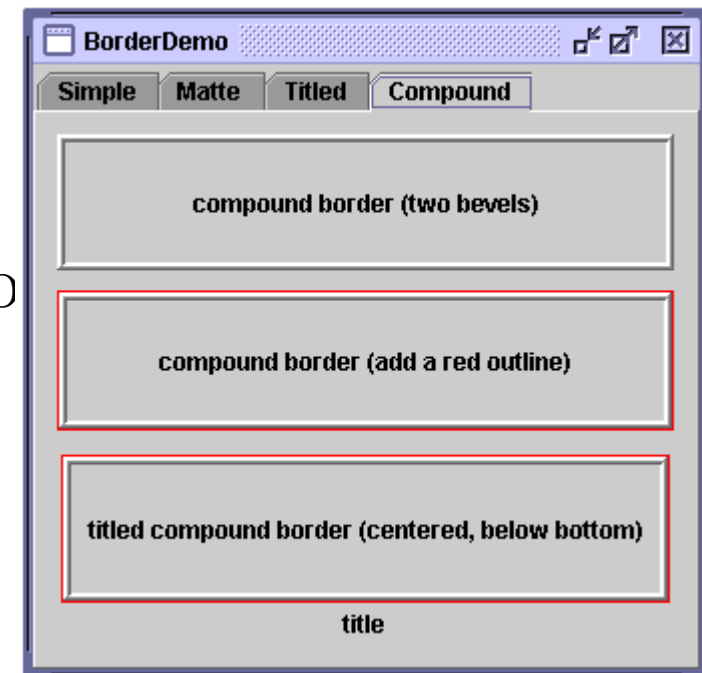 BorderDemo
Simple Matte Titled Compound
compound border (two bevels)
compound border (add a red outline)
titled compound border (centered, below bottom)
title